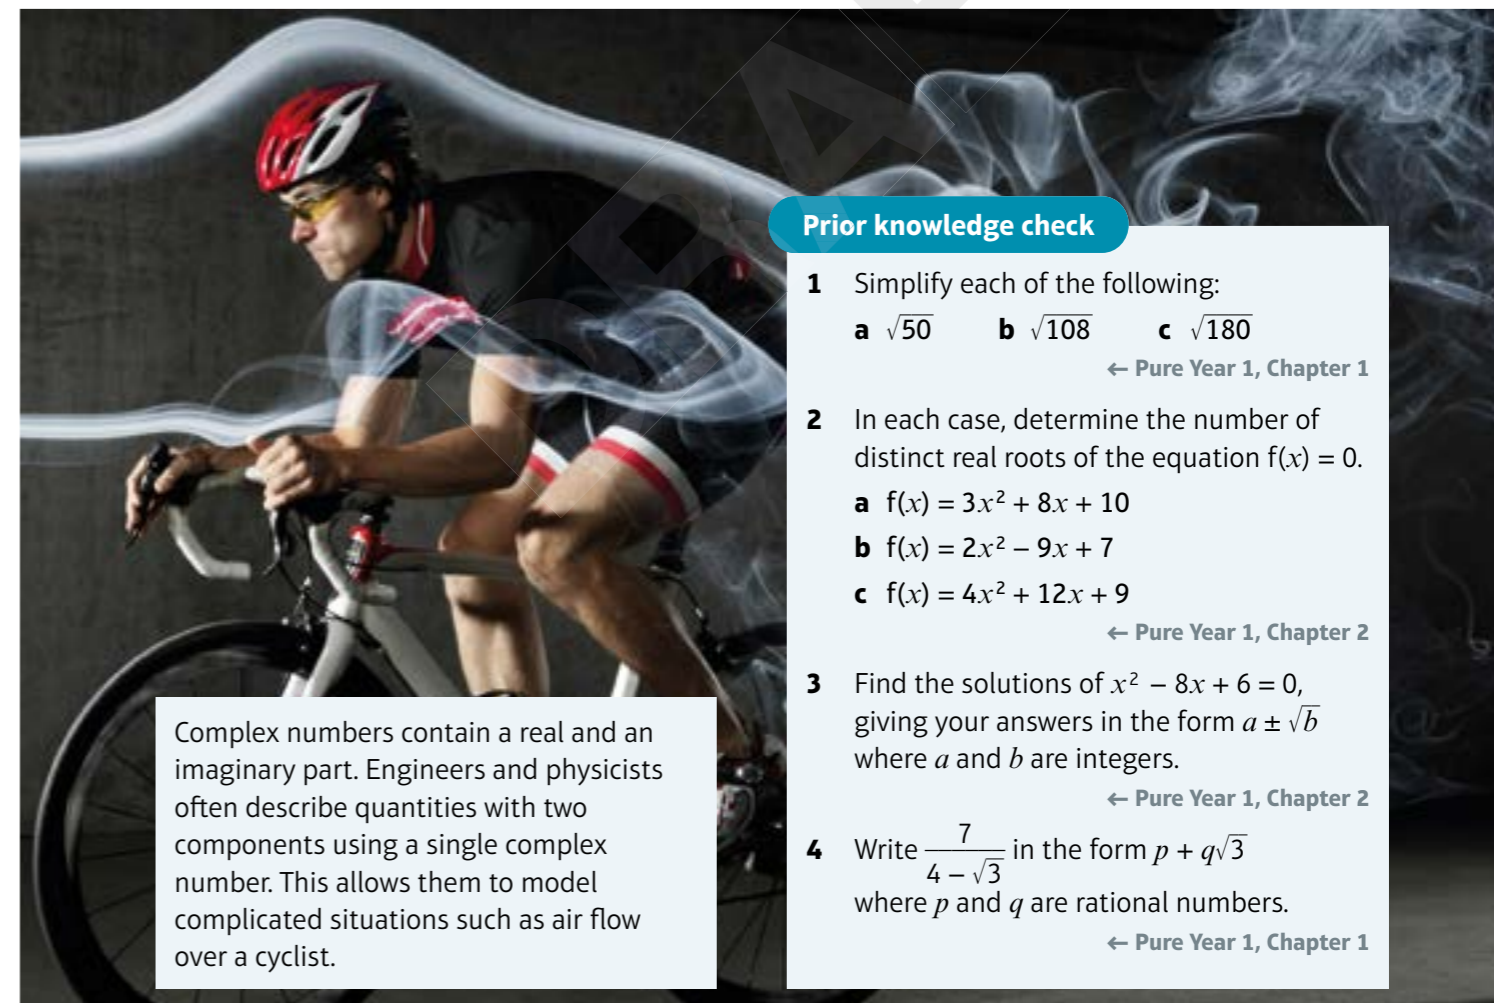 Prior knowledge check
1 Simplify each of the following:
a √50 b √108 c √180
← Pure Year 1, Chapter 1
2 In each case, determine the number of
distinct real roots of the equation f(x) = 0.
a f(x) = 3x² + 8x + 10
b f(x) = 2x² – 9x + 7
c f(x) = 4x² + 12x + 9
← Pure Year 1, Chapter 2
3 Find the solutions of x² – 8x + 6 = 0,
giving your answers in the form a ± √b
where a and b are integers.
← Pure Year 1, Chapter 2
4 Write 7/(4 – √3) in the form p + q√3
where p and q are rational numbers.
← Pure Year 1, Chapter 1
Complex numbers contain a real and an
imaginary part. Engineers and physicists
often describe quantities with two
components using a single complex
number. This allows them to model
complicated situations such as air flow
over a cyclist.